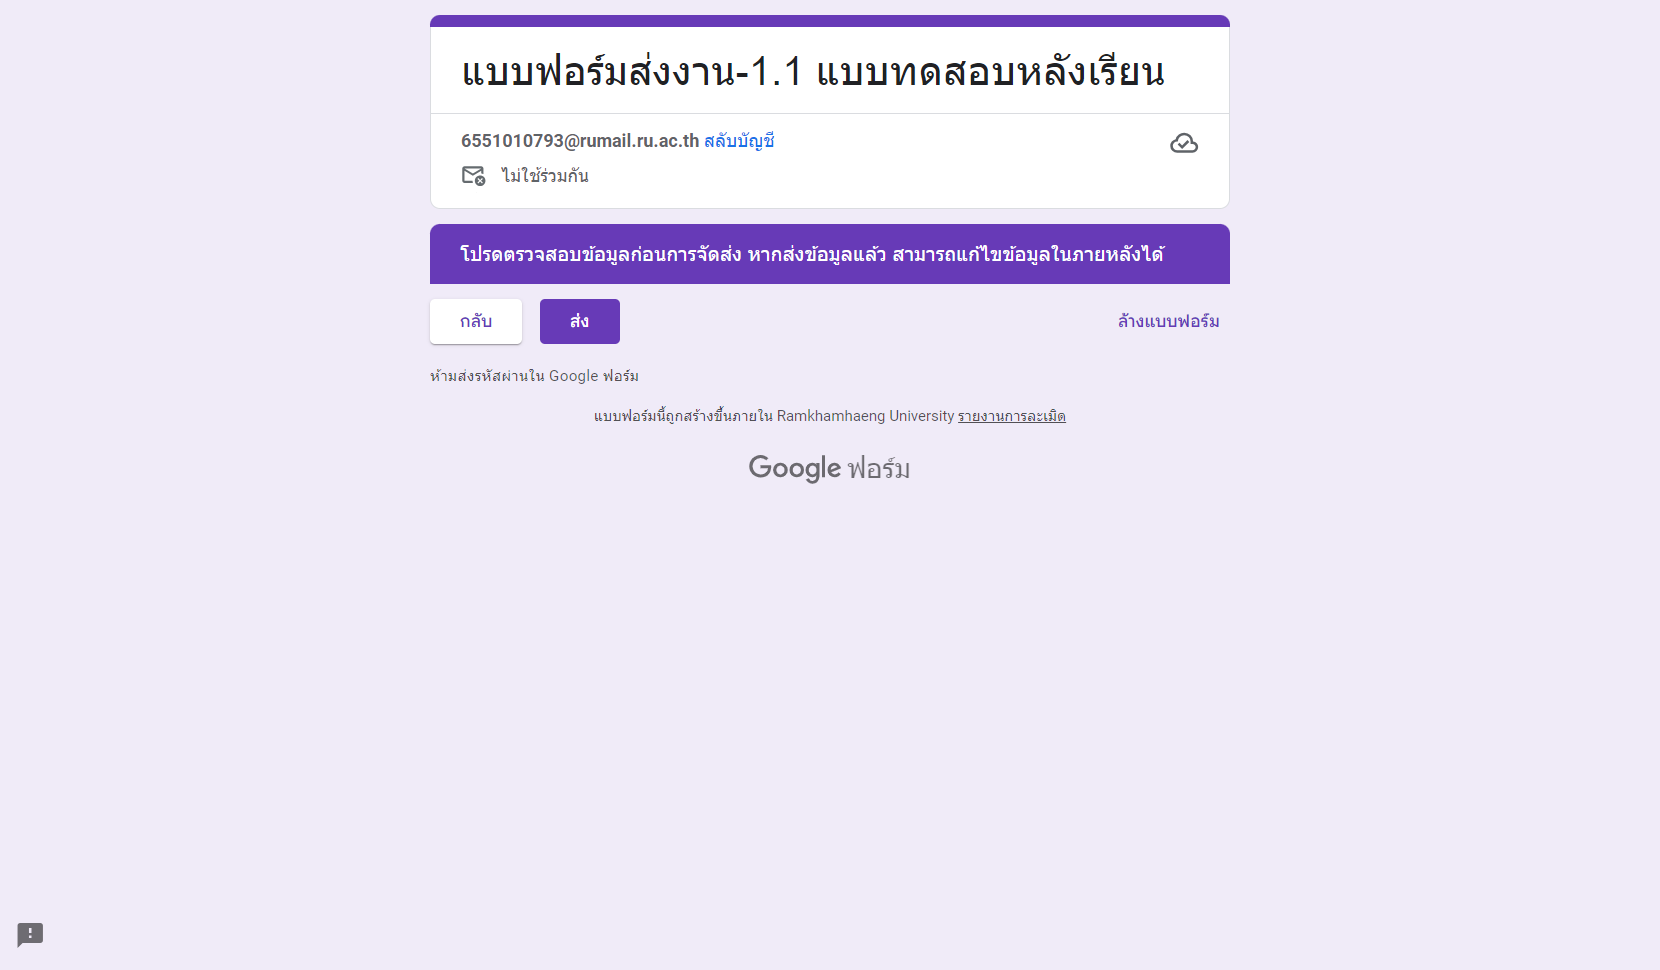 แบบฟอร์มส่งงาน-1.1 แบบทดสอบหลังเรียน
6551010793@rumail.ru.ac.th สลับบัญชี
ไม่ใช้ร่วมกัน
โปรดตรวจสอบข้อมูลก่อนการจัดส่ง หากส่งข้อมูลแล้ว สามารถแก้ไขข้อมูลในภายหลังได้
กลับ ส่ง ล้างแบบฟอร์ม
ห้ามส่งรหัสผ่านใน Google ฟอร์ม
แบบฟอร์มนี้ถูกสร้างขึ้นภายใน Ramkhamhaeng University รายงานการละเมิด
Google ฟอร์ม